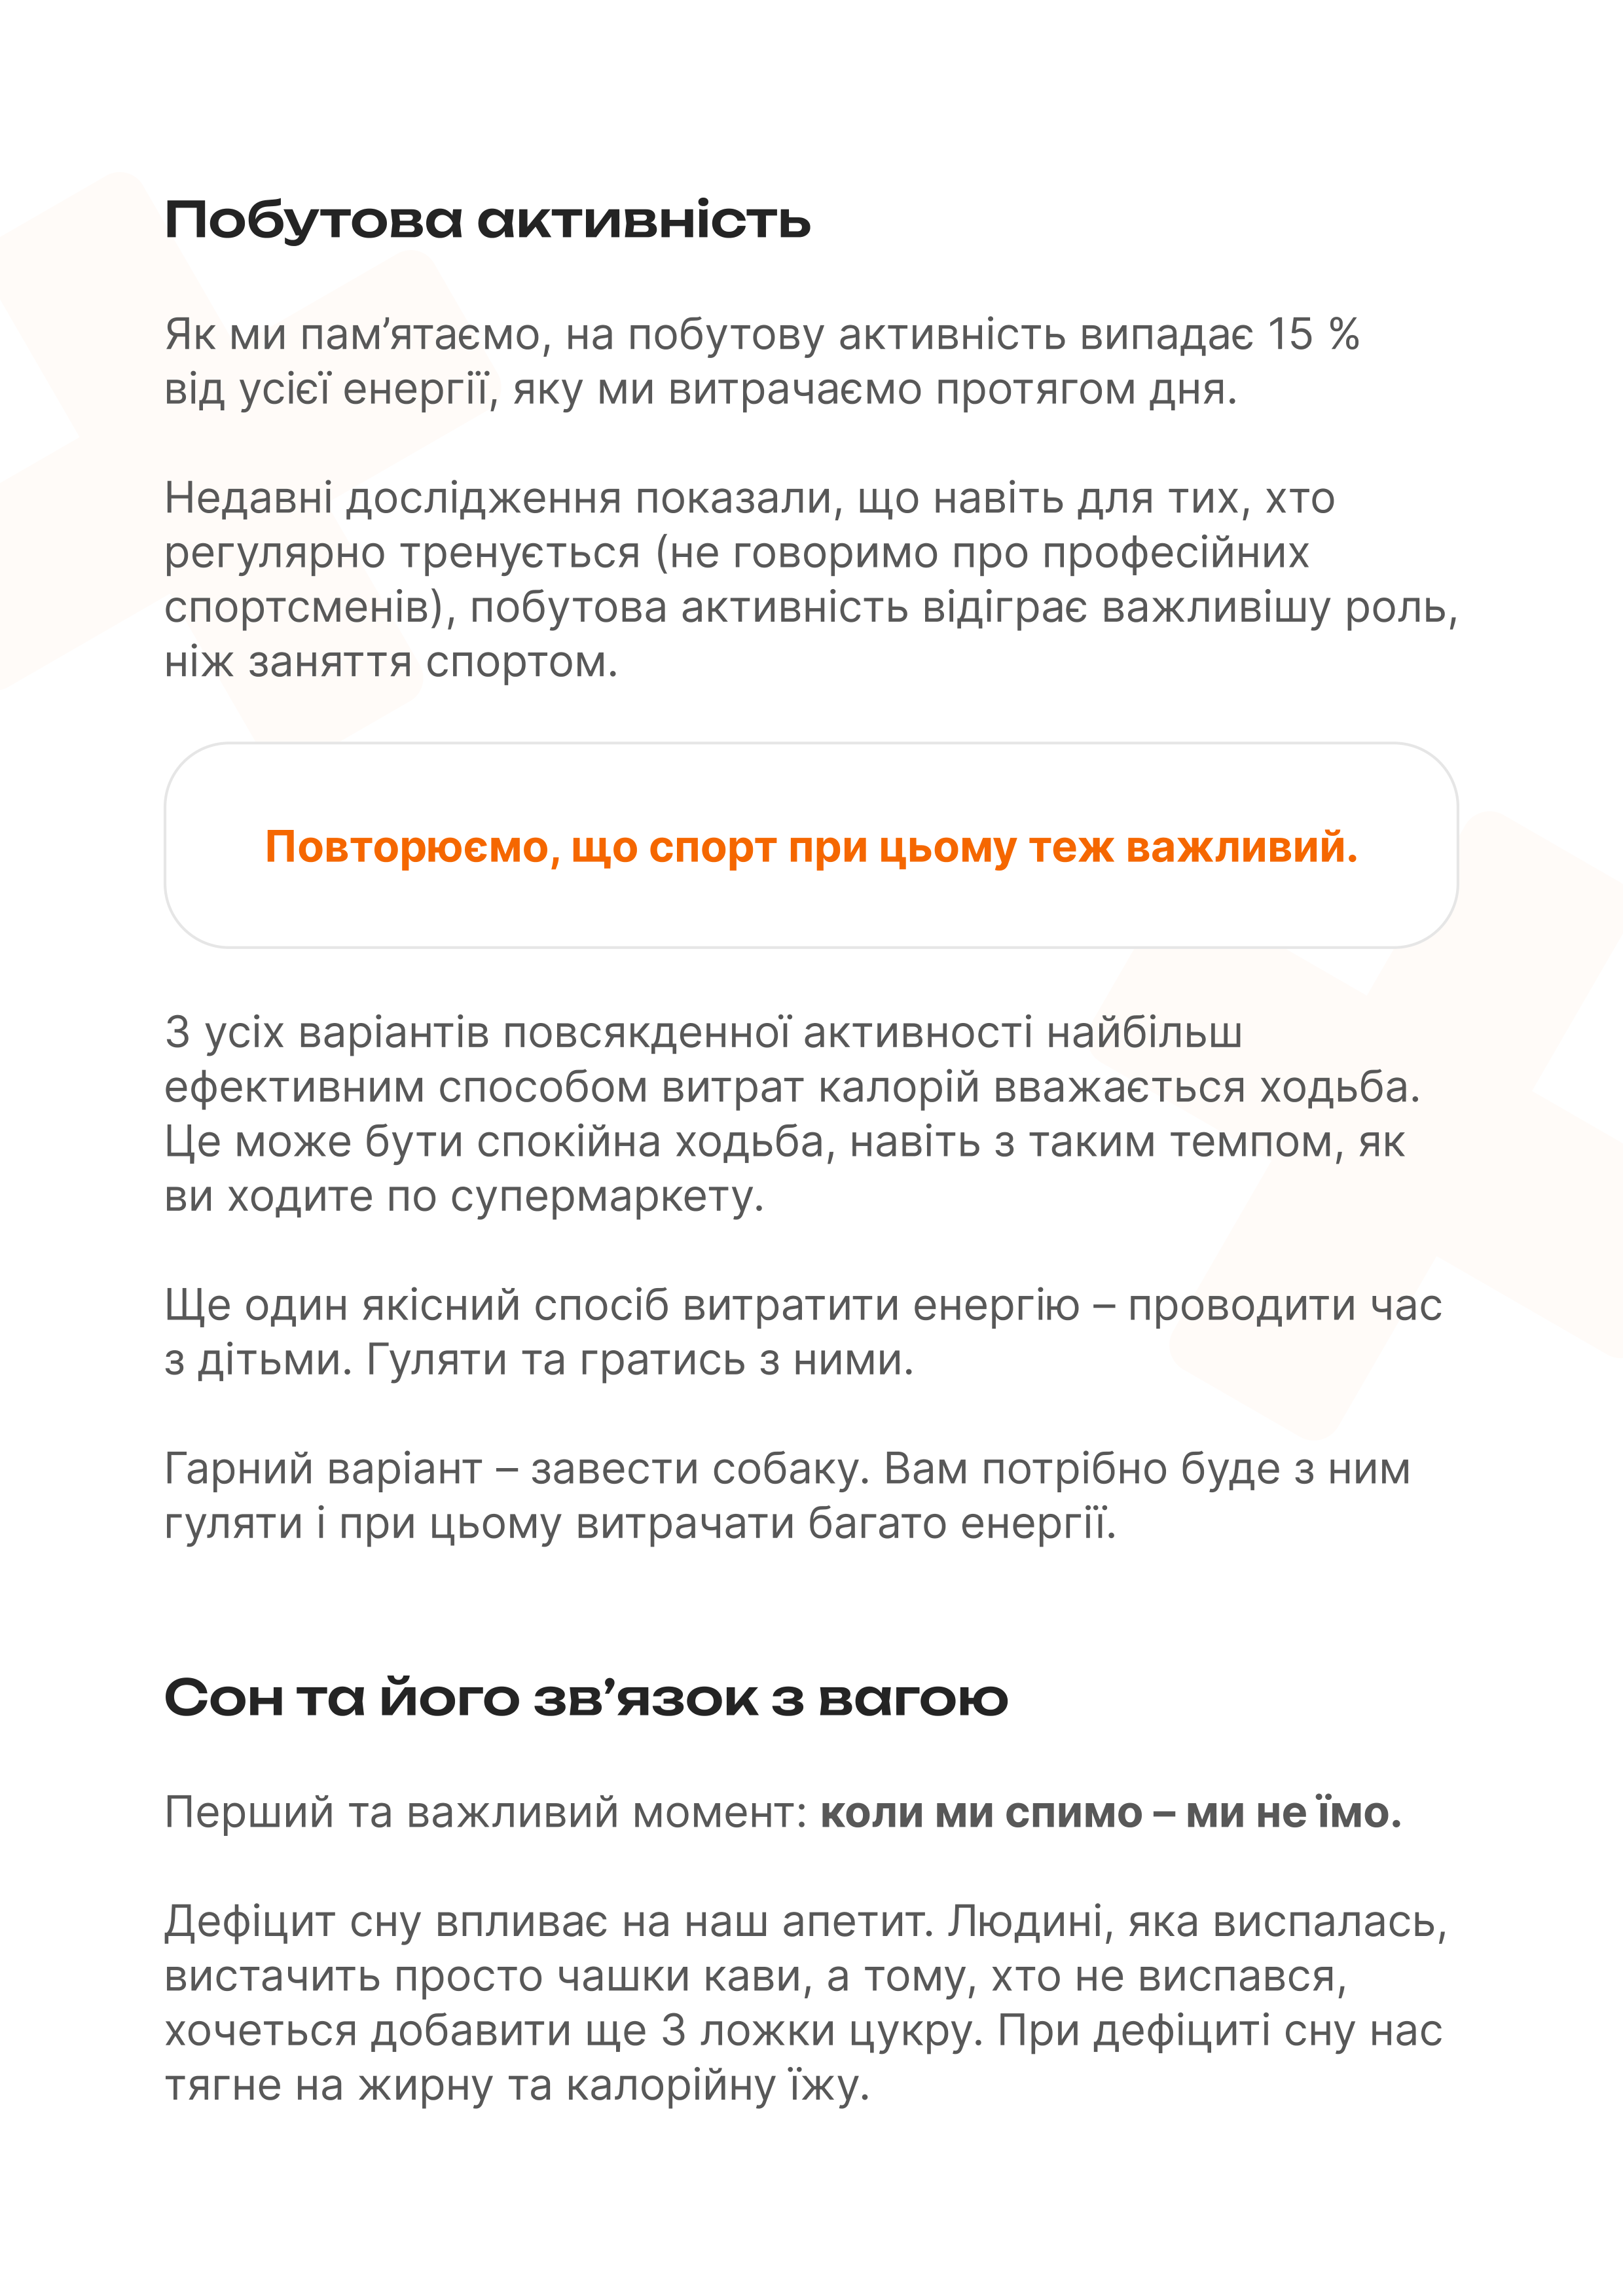 Побутова активність
Як ми пам’ятаємо, на побутову активність випадає 15 %
від усієї енергії, яку ми витрачаємо протягом дня.
Недавні дослідження показали, що навіть для тих, хто
регулярно тренується (не говоримо про професійних
спортсменів), побутова активність відіграє важливішу роль,
ніж заняття спортом.
Повторюємо, що спорт при цьому теж важливий.
З усіх варіантів повсякденної активності найбільш
ефективним способом витрат калорій вважається ходьба.
Це може бути спокійна ходьба, навіть з таким темпом, як
ви ходите по супермаркету.
Ще один якісний спосіб витратити енергію – проводити час
з дітьми. Гуляти та гратись з ними.
Гарний варіант – завести собаку. Вам потрібно буде з ним
гуляти і при цьому витрачати багато енергії.
Сон та його зв’язок з вагою
Перший та важливий момент: коли ми спимо – ми не їмо.
Дефіцит сну впливає на наш апетит. Людині, яка виспалась,
вистачить просто чашки кави, а тому, хто не виспався,
хочеться добавити ще 3 ложки цукру. При дефіциті сну нас
тягне на жирну та калорійну їжу.